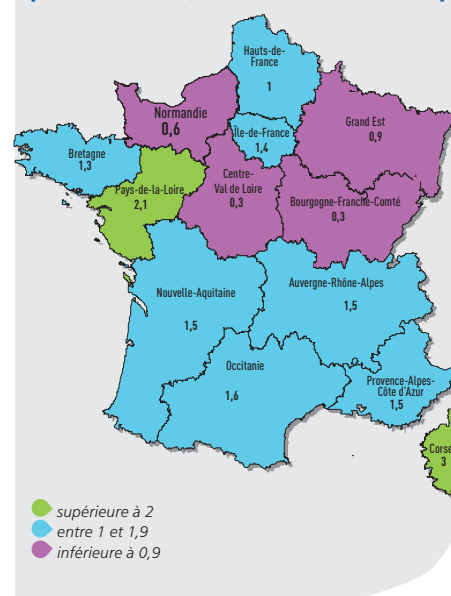 Hauts-de-
France
1
Normandie
0,6
Île-de-France
1,4
Grand Est
0,9
Bretagne
1,3
Pays-de-la-Loire
2,1
Centre-
Val de Loire
0,3
Bourgogne-Franche-Comté
0,3
Nouvelle-Aquitaine
1,5
Auvergne-Rhône-Alpes
1,5
Occitanie
1,6
Provence-Alpes-
Côte d'Azur
1,5
Corse
3
supérieure à 2
entre 1 et 1,9
inférieure à 0,9